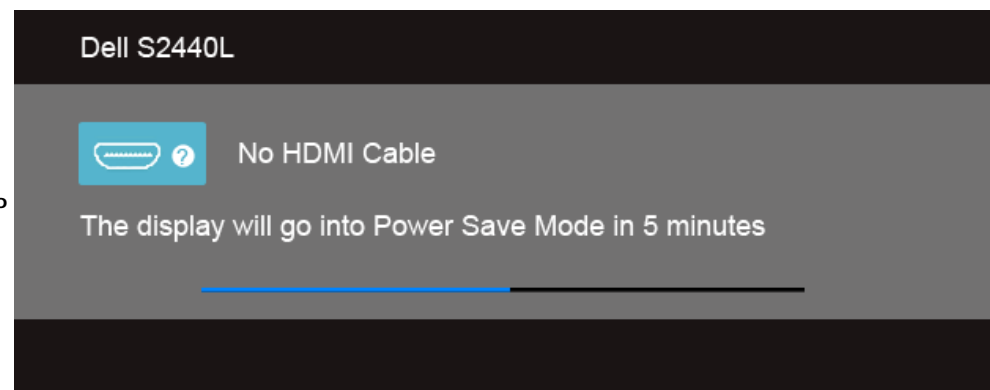 Dell S2440L
? No HDMI Cable
The display will go into Power Save Mode in 5 minutes